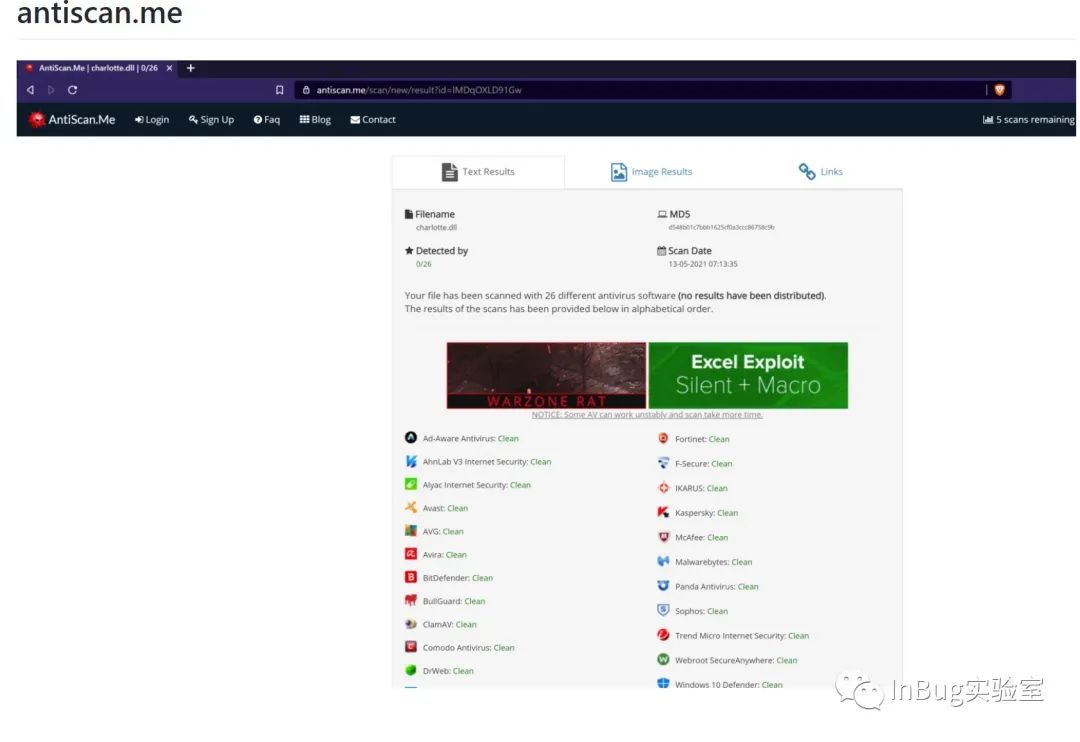 antiscan.me
AntiScan.Me | charlotte.dll | 0/26
antiscan.me/scan/new/result?id=IMDqOXLD91Gw
AntiScan.Me Login Sign Up Faq Blog Contact 5 scans remaining
Text Results Image Results Links
Filename MD5
charlotte.dll
Detected by Scan Date
0/26 13-05-2021 07:13:35
Your file has been scanned with 26 different antivirus software (no results have been distributed).
The results of the scans has been provided below in alphabetical order.
Excel Exploit
Silent + Macro
WARZONE RAT
NOTICE: Some AV can work unstably and scan take more time.
Ad-Aware Antivirus: Clean
AhnLab V3 Internet Security: Clean
Alyac Internet Security: Clean
Avast: Clean
AVG: Clean
Avira: Clean
BitDefender: Clean
BullGuard: Clean
ClamAV: Clean
Comodo Antivirus: Clean
DrWeb: Clean
Fortinet: Clean
F-Secure: Clean
IKARUS: Clean
Kaspersky: Clean
McAfee: Clean
Malwarebytes: Clean
Panda Antivirus: Clean
Sophos: Clean
Trend Micro Internet Security: Clean
Webroot SecureAnywhere: Clean
Windows 10 Defender: Clean
InBug实验室